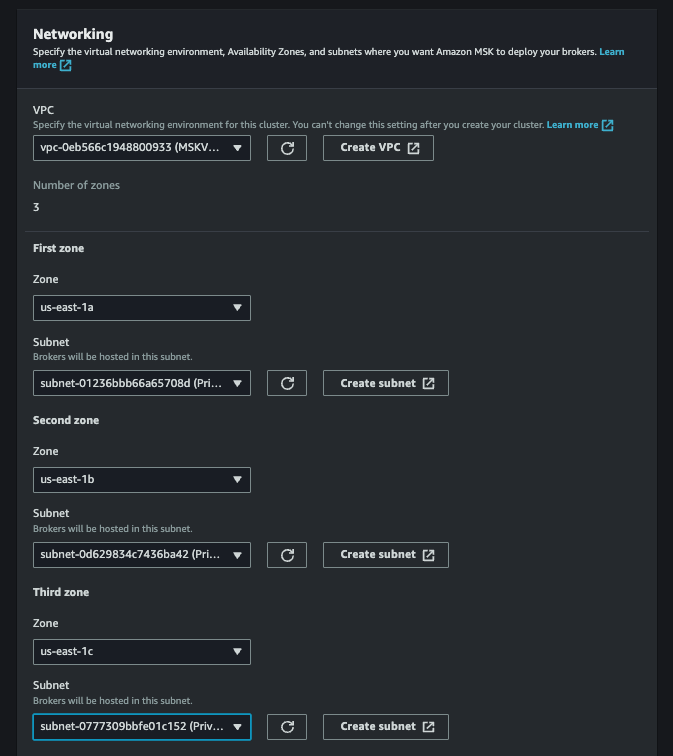 Networking
Specify the virtual networking environment, Availability Zones, and subnets where you want Amazon MSK to deploy your brokers. Learn
more
VPC
Specify the virtual networking environment for this cluster. You can't change this setting after you create your cluster. Learn more
vpc-0eb566c1948800933 (MSKV... Create VPC
Number of zones
3
First zone
Zone
us-east-1a
Subnet
Brokers will be hosted in this subnet.
subnet-01236bbb66a65708d (Pri... Create subnet
Second zone
Zone
us-east-1b
Subnet
Brokers will be hosted in this subnet.
subnet-0d629834c7436ba42 (Pri... Create subnet
Third zone
Zone
us-east-1c
Subnet
Brokers will be hosted in this subnet.
subnet-0777309bbfe01c152 (Priv... Create subnet